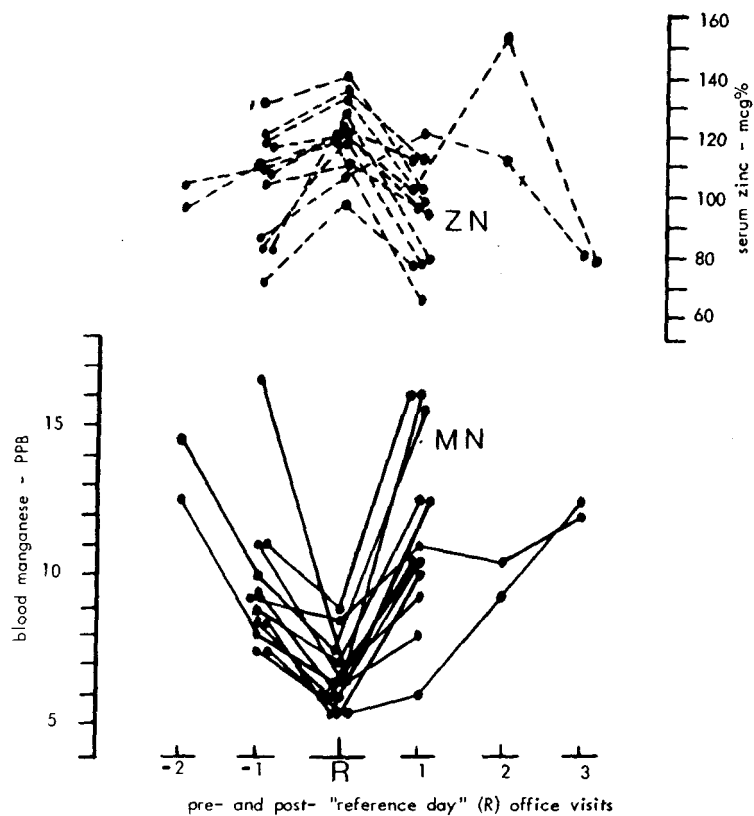 160
140
120
100
80
60
serum zinc - mcg%
ZN
15
10
5
blood manganese - PPB
MN
-2 -1 R 1 2 3
pre- and post- "reference day" (R) office visits